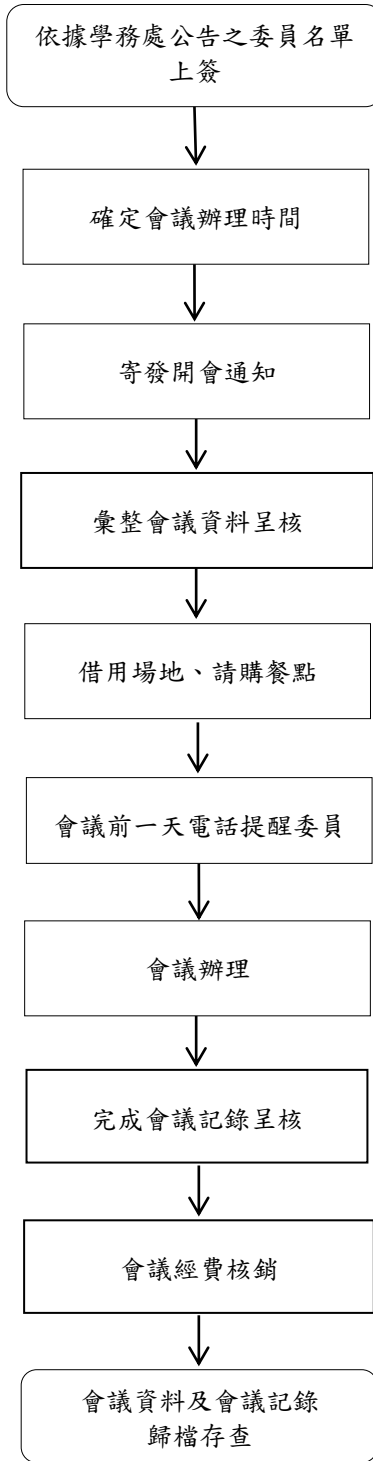 依據學務處公告之委員名單
上簽
確定會議辦理時間
寄發開會通知
彙整會議資料呈核
借用場地、請購餐點
會議前一天電話提醒委員
會議辦理
完成會議記錄呈核
會議經費核銷
會議資料及會議記錄
歸檔存查